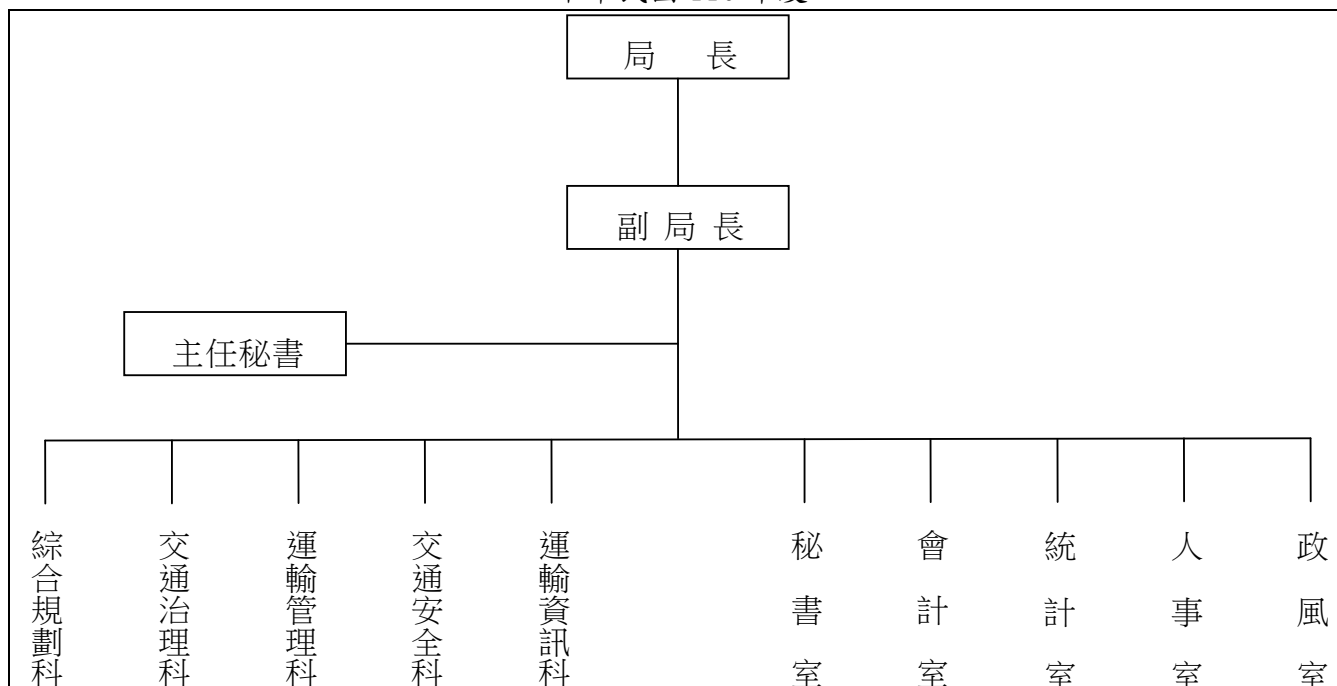 局 長
副 局 長
主任秘書
綜合規劃科
交通治理科
運輸管理科
交通安全科
運輸資訊科
秘書室
會計室
統計室
人事室
政風室